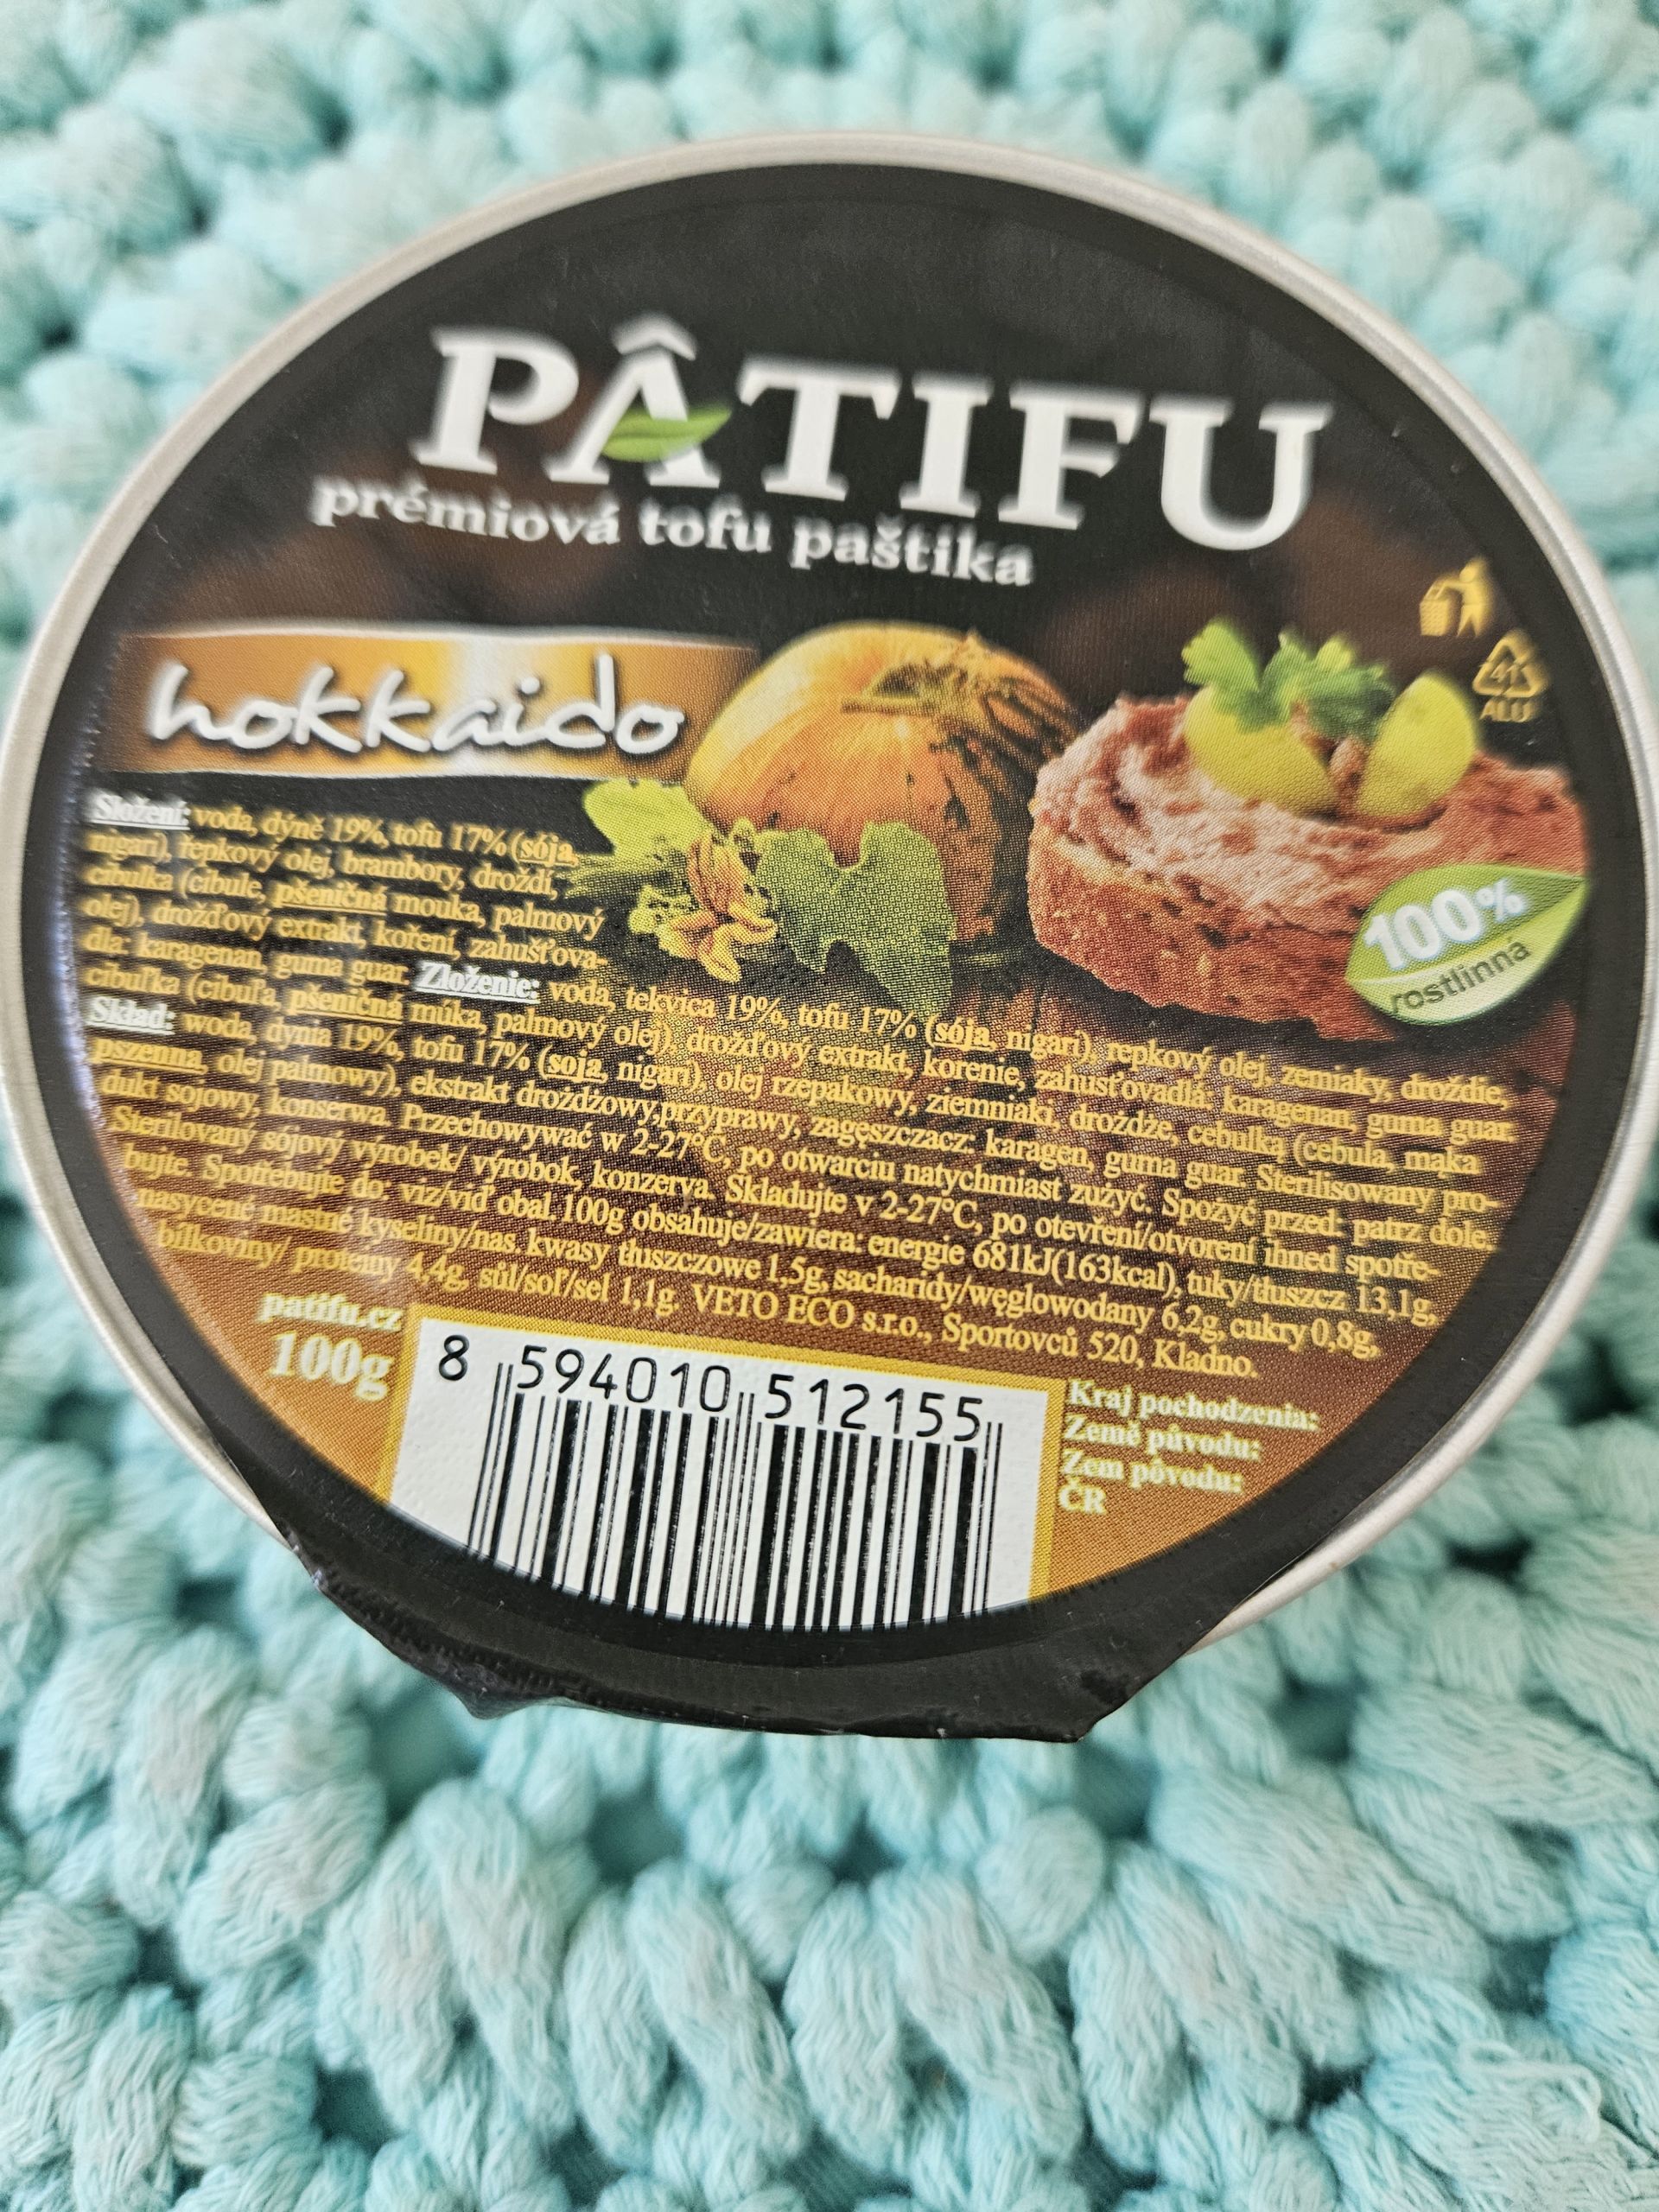 PÂTIFU
prémiová tofu paštika
hokkaido
41
ALU
100%
rostlinná
Složení: voda, dýně 19%, tofu 17% (sója,
nigari), řepkový olej, brambory, droždí,
cibulka (cibule, pšeničná mouka, palmový
olej), drožďový extrakt, koření, zahušťova-
dla: karagenan, guma guar. Zloženie: voda, tekvica 19%, tofu 17% (sója, nigari), repkový olej, zemiaky, droždie,
cibuľka (cibuľa, pšeničná múka, palmový olej), drožďový extrakt, korenie, zahusťovadlá: karagenan, guma guar.
Skład: woda, dynia 19%, tofu 17% (soja, nigari), olej rzepakowy, ziemniaki, drożdże, cebulką (cebula, mąka
pszenna, olej palmowy), ekstrakt drożdżowy,przyprawy, zagęszczacz: karagen, guma guar. Sterilisowany pro-
dukt sojowy, konserwa. Przechowywać w 2-27°C, po otwarciu natychmiast zużyć. Spożyć przed: patrz dole.
Sterilovaný sójový výrobek/ výrobok, konzerva. Skladujte v 2-27°C, po otevření/otvorení ihned spotře-
bujte. Spotřebujte do: viz/viď obal.100g obsahuje/zawiera: energie 681kJ(163kcal), tuky/tłuszcz 13,1g,
nasycené mastné kyseliny/nas. kwasy tłuszczowe 1,5g, sacharidy/węglowodany 6,2g, cukry 0,8g,
bílkoviny/ proteiny 4,4g, sůl/soľ/sel 1,1g. VETO ECO s.r.o., Sportovců 520, Kladno.
patifu.cz
100g
8 594010 512155
Kraj pochodzenia:
Země původu:
Zem pôvodu:
ČR